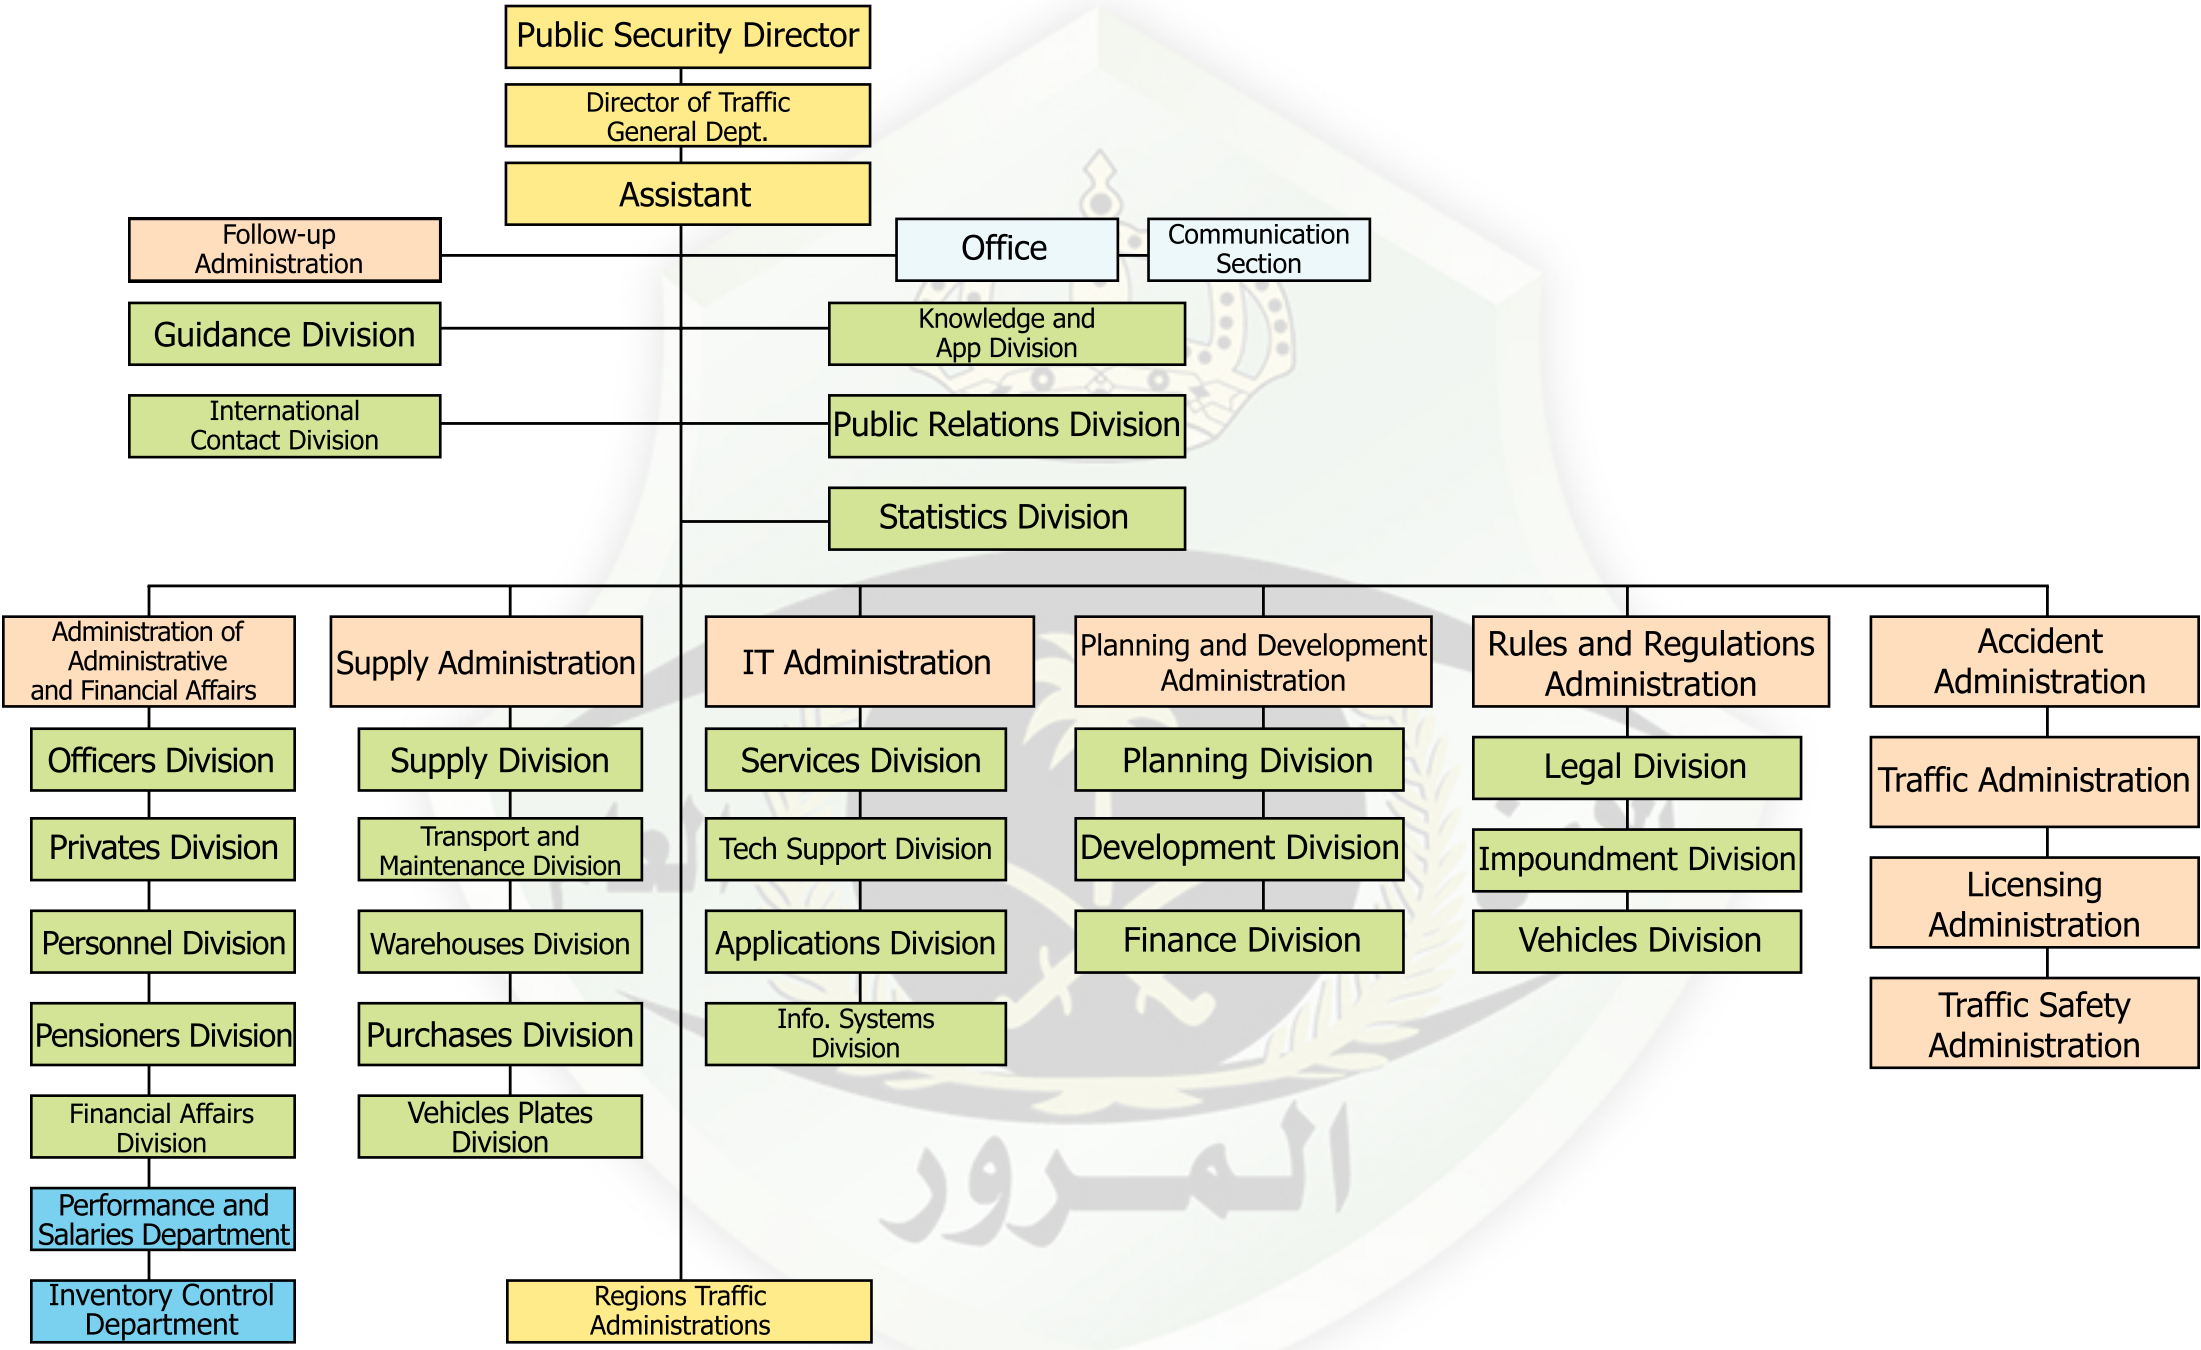 Public Security Director
Director of Traffic
General Dept.
Assistant
Follow-up
Administration
Office
Communication
Section
Guidance Division
Knowledge and
App Division
International
Contact Division
Public Relations Division
Statistics Division
Administration of
Administrative
and Financial Affairs
Supply Administration
IT Administration
Planning and Development
Administration
Rules and Regulations
Administration
Accident
Administration
Officers Division
Privates Division
Personnel Division
Pensioners Division
Financial Affairs
Division
Performance and
Salaries Department
Inventory Control
Department
Supply Division
Transport and
Maintenance Division
Warehouses Division
Purchases Division
Vehicles Plates
Division
Services Division
Tech Support Division
Applications Division
Info. Systems
Division
Planning Division
Development Division
Finance Division
Legal Division
Impoundment Division
Vehicles Division
Traffic Administration
Licensing
Administration
Traffic Safety
Administration
Regions Traffic
Administrations
المرور